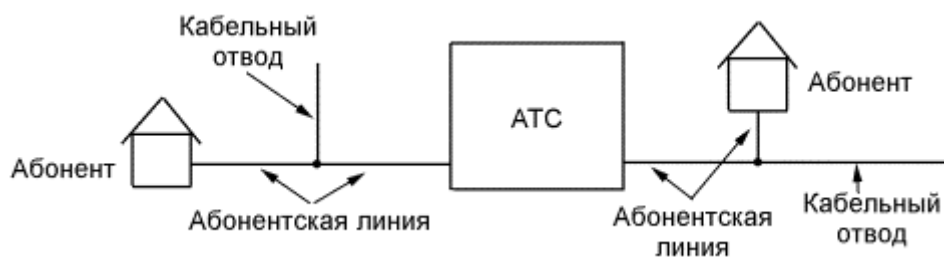 Кабельный
отвод
Абонент
АТС
Абонент
Абонентская линия
Абонентская
линия
Кабельный
отвод